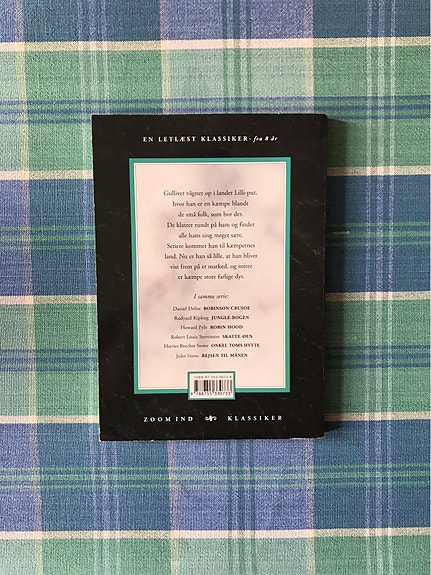 EN LETLÆST KLASSIKER - fra 8 år
Gulliver vågner op i landet Lilli-put,
hvor han er en kæmpe blandt
de små folk, som bor der.
De klatrer rundt på ham og finder
alle hans ting meget sære.
Senere kommer han til kæmpernes
land. Nu er han så lille, at han bliver
vist frem på et marked, og rotter
er kæmpe store farlige dyr.
I samme serie:
Daniel Defoe ROBINSON CRUSOE
Rudyard Kipling JUNGLE-BOGEN
Howard Pyle ROBIN HOOD
Robert Louis Stevenson SKATTE-ØEN
Harriet Beecher Stowe ONKEL TOMS HYTTE
Jules Verne REJSEN TIL MÅNEN
ZOOM IND KLASSIKER